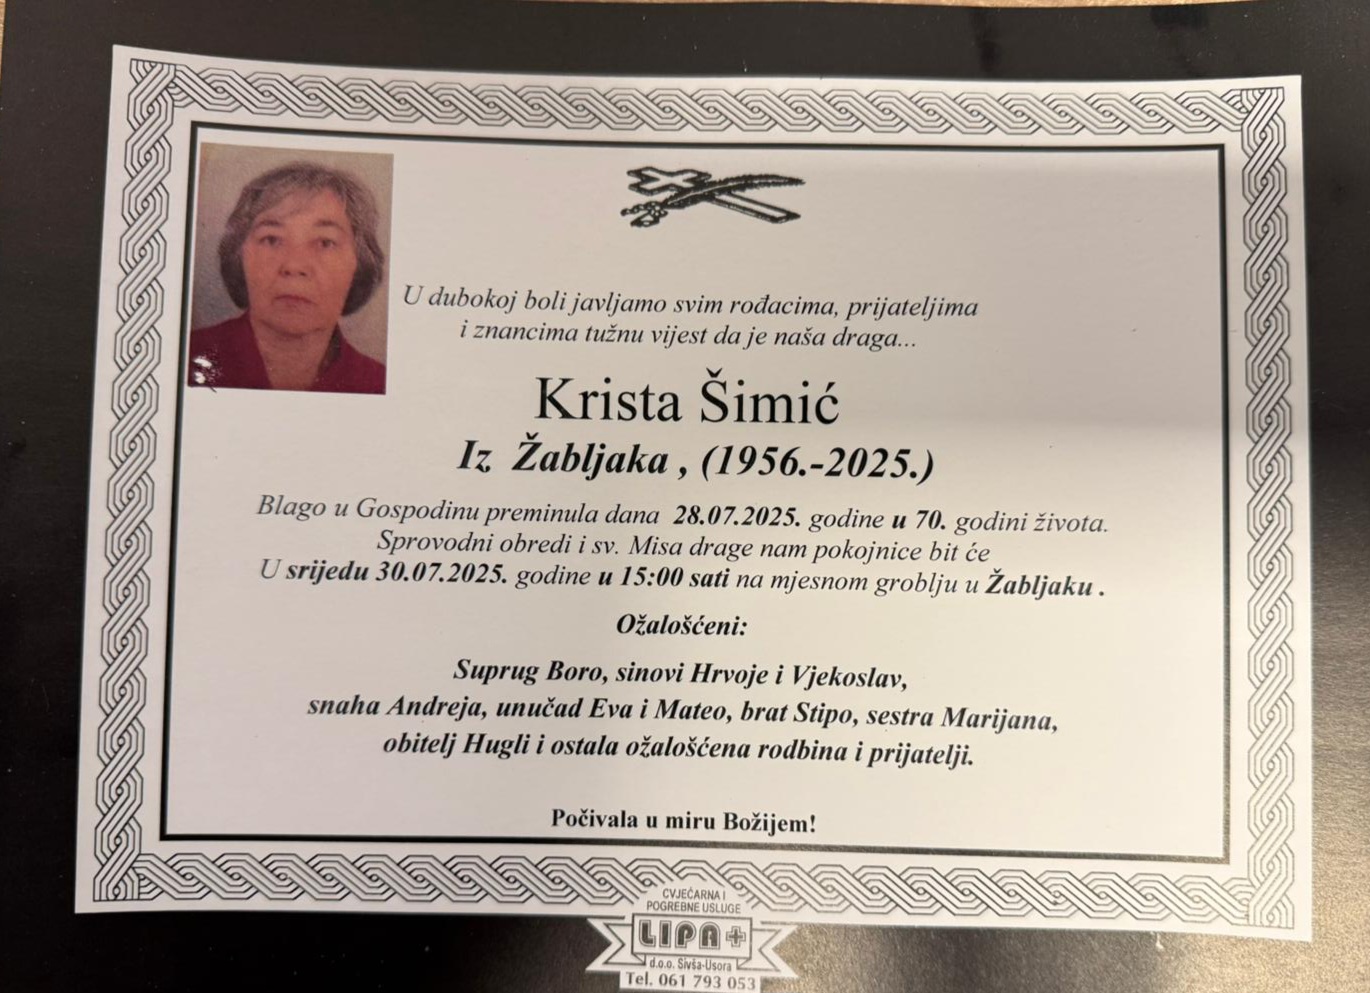 U dubokoj boli javljamo svim rođacima, prijateljima
i znancima tužnu vijest da je naša draga...
Krista Šimić
Iz Žabljaka , (1956.-2025.)
Blago u Gospodinu preminula dana 28.07.2025. godine u 70. godini života.
Sprovodni obredi i sv. Misa drage nam pokojnice bit će
U srijedu 30.07.2025. godine u 15:00 sati na mjesnom groblju u Žabljaku .
Ožalošćeni:
Suprug Boro, sinovi Hrvoje i Vjekoslav,
snaha Andreja, unučad Eva i Mateo, brat Stipo, sestra Marijana,
obitelj Hugli i ostala ožalošćena rodbina i prijatelji.
Počivala u miru Božijem!
CVJEĆARNA I
POGREBNE USLUGE
LIPA+
d.o.o. Sivša-Usora
Tel. 061 793 053